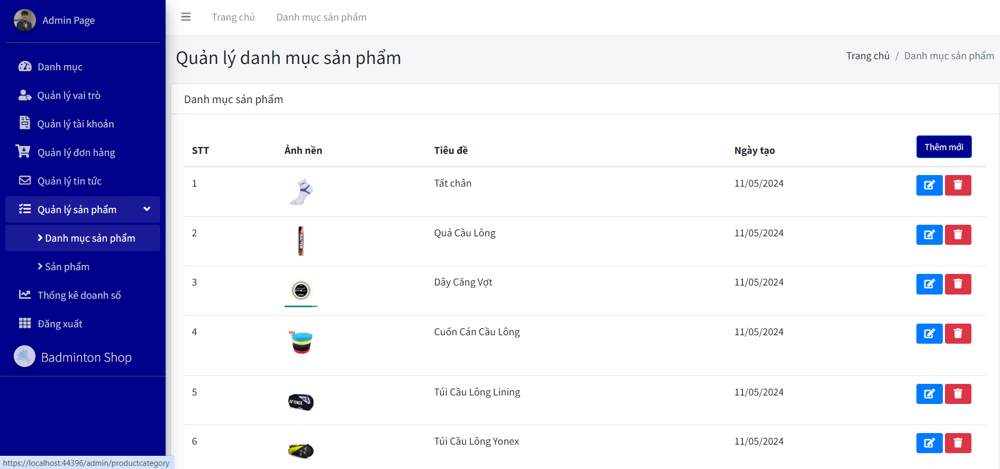 Admin Page
Danh mục
Quản lý vai trò
Quản lý tài khoản
Quản lý đơn hàng
Quản lý tin tức
Quản lý sản phẩm
Danh mục sản phẩm
Sản phẩm
Thống kê doanh số
Đăng xuất
Badminton Shop
Trang chủ Danh mục sản phẩm
Quản lý danh mục sản phẩm
Trang chủ / Danh mục sản phẩm
Danh mục sản phẩm
STT Ảnh nền Tiêu đề Ngày tạo Thêm mới
1 Tất chân 11/05/2024
2 Quả Cầu Lông 11/05/2024
3 Dây Căng Vợt 11/05/2024
4 Cuốn Cán Cầu Lông 11/05/2024
5 YONEX Túi Cầu Lông Lining 11/05/2024
6 Túi Cầu Lông Yonex 11/05/2024
https://localhost:44396/admin/productcategory